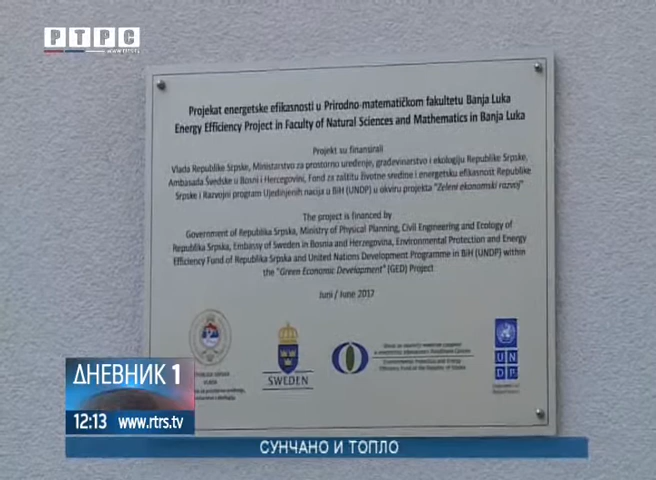 РТРС
www.rtrs.tv
Projekat energetske efikasnosti u Prirodno-matematičkom fakultetu Banja Luka
Energy Efficiency Project in Faculty of Natural Sciences and Mathematics in Banja Luka
Projekt su finansirali
Vlada Republike Srpske, Ministarstvo za prostorno uređenje, građevinarstvo i ekologiju Republike Srpske,
Ambasada Švedske u Bosni i Hercegovini, Fond za zaštitu životne sredine i energetsku efikasnost Republike
Srpske i Razvojni program Ujedinjenih nacija u BiH (UNDP) u okviru projekta "Zeleni ekonomski razvoj"
The project is financed by
Government of Republika Srpska, Ministry of Physical Planning, Civil Engineering and Ecology of
Republika Srpska, Embassy of Sweden in Bosnia and Herzegovina, Environmental Protection and Energy
Efficiency Fund of Republika Srpska and United Nations Development Programme in BiH (UNDP) within
the "Green Economic Development" (GED) Project
Juni / June 2017
SWEDEN
U N
D P
ДНЕВНИК 1
12:13 www.rtrs.tv
СУНЧАНО И ТОПЛО